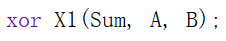 xor X1(Sum, A, B);